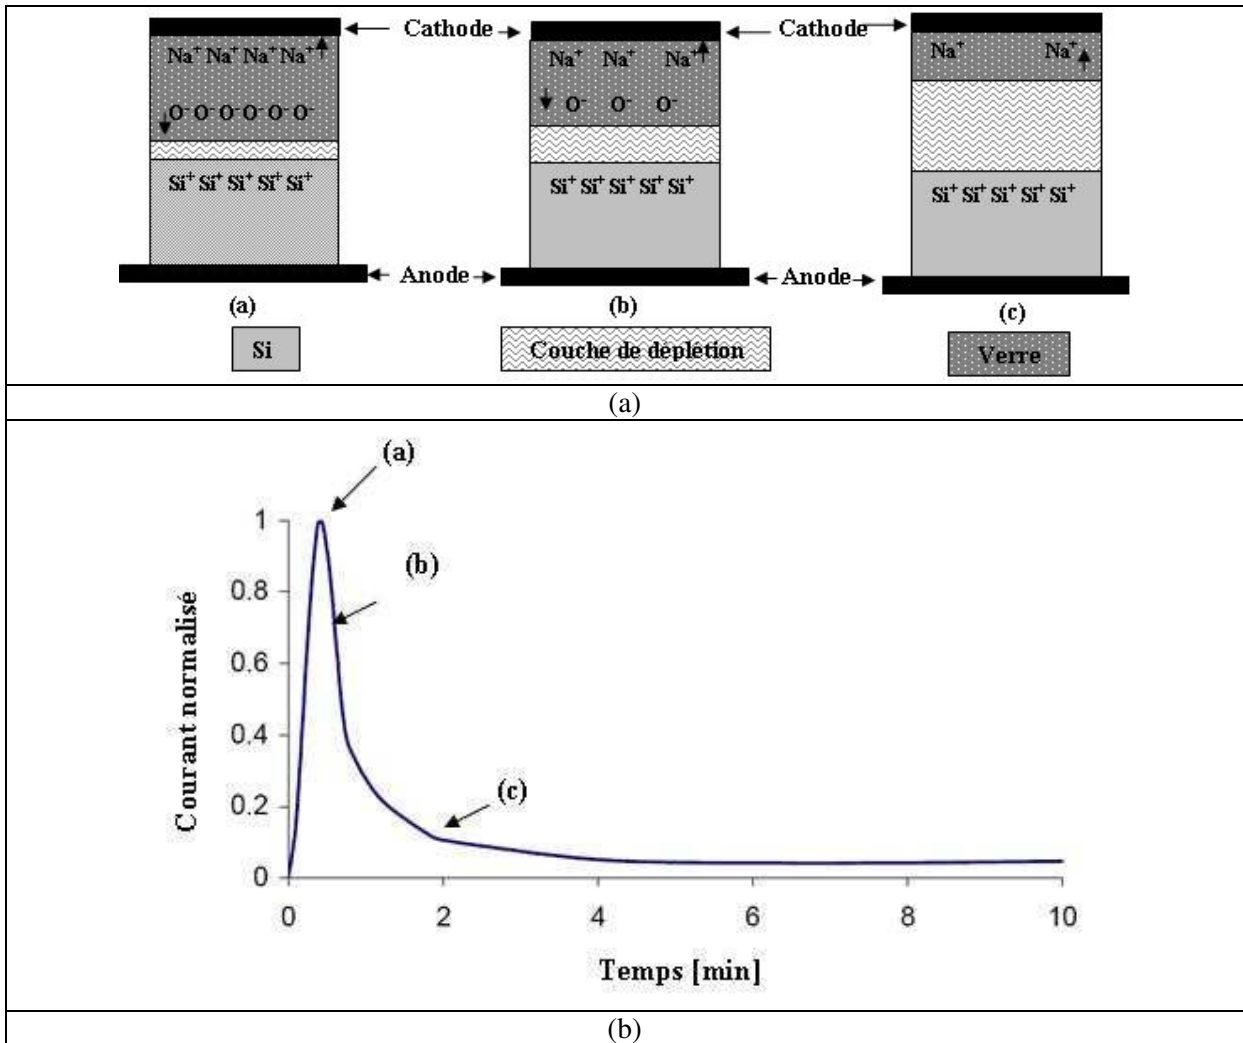 Cathode Cathode
Na⁺ Na⁺ Na⁺ Na⁺ Na⁺ Na⁺ Na⁺ Na⁺ Na⁺
O⁻ O⁻ O⁻ O⁻ O⁻ O⁻ O⁻ O⁻ O⁻
Si⁺ Si⁺ Si⁺ Si⁺ Si⁺ Si⁺ Si⁺ Si⁺ Si⁺ Si⁺ Si⁺ Si⁺ Si⁺ Si⁺ Si⁺
Anode Anode
(a) (b) (c)
Si Couche de déplétion Verre
(a)
(a)
(b)
(c)
Courant normalisé
1
0.8
0.6
0.4
0.2
0
0 2 4 6 8 10
Temps [min]
(b)